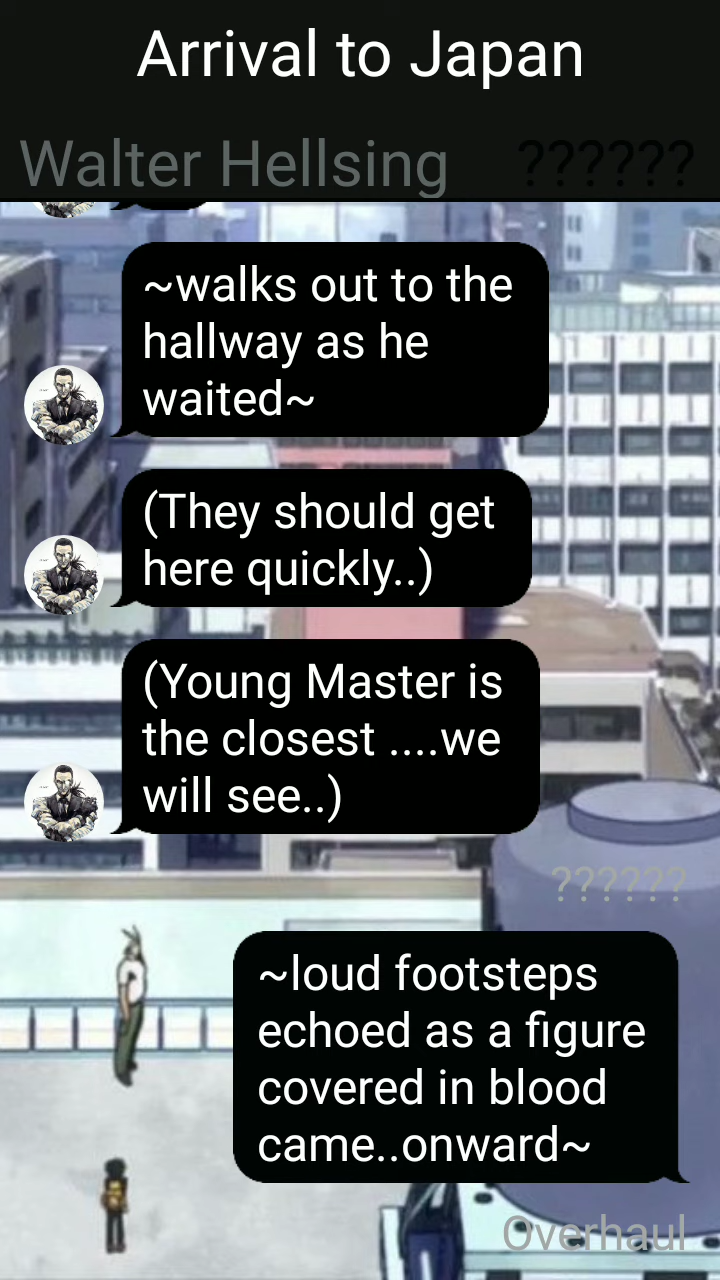 Arrival to Japan
Walter Hellsing ??????
~walks out to the
hallway as he
waited~
(They should get
here quickly..)
(Young Master is
the closest ....we
will see..)
??????
~loud footsteps
echoed as a figure
covered in blood
came..onward~
Overhaul